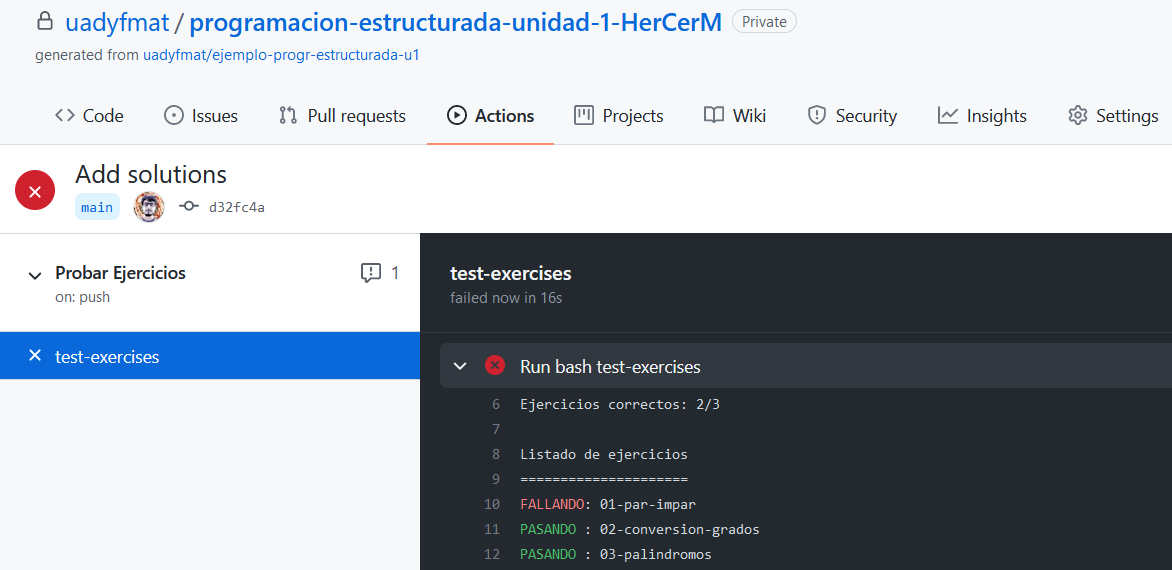 uadyfmat / programacion-estructurada-unidad-1-HerCerM Private
generated from uadyfmat/ejemplo-progr-estructurada-u1
Code Issues Pull requests Actions Projects Wiki Security Insights Settings
Add solutions
main d32fc4a
Probar Ejercicios 1
on: push
test-exercises
test-exercises
failed now in 16s
Run bash test-exercises
6 Ejercicios correctos: 2/3
7
8 Listado de ejercicios
9 =====================
10 FALLANDO: 01-par-impar
11 PASANDO : 02-conversion-grados
12 PASANDO : 03-palindromos